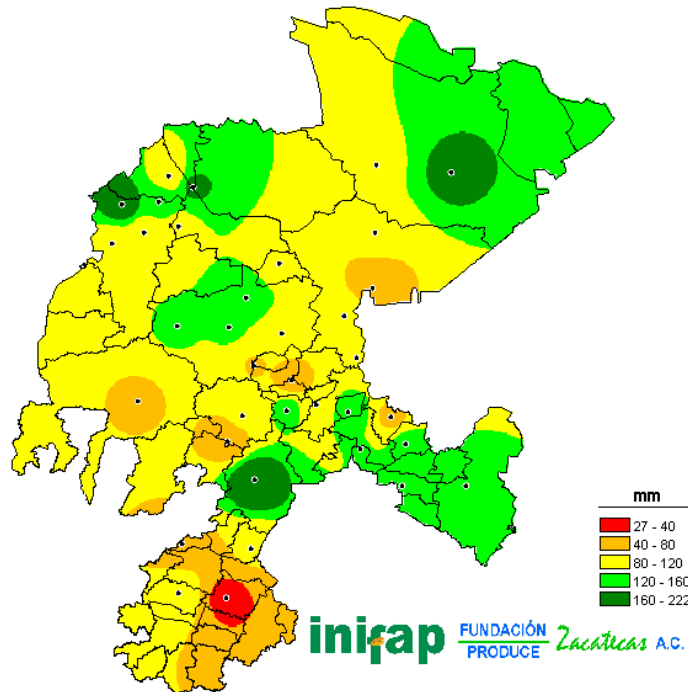 mm
27 - 40
40 - 80
80 - 120
120 - 160
160 - 222
inifap
FUNDACIÓN
PRODUCE
Zacatecas A.C.